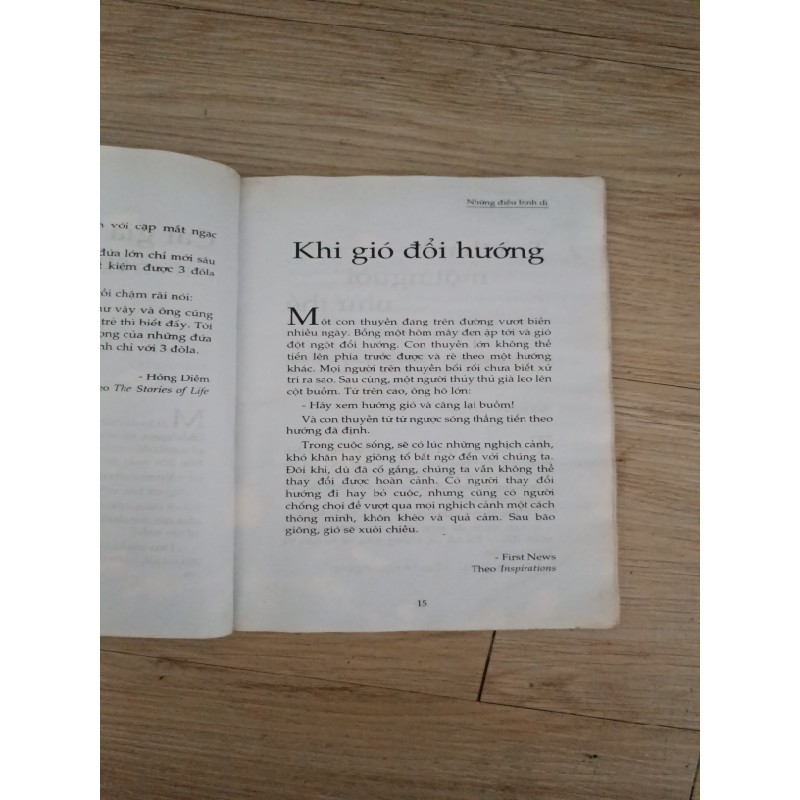 với cặp mắt ngạc
đứa lớn chỉ mới sáu
kiệm được 3 đôla
chậm rãi nói:
vậy và ông cũng
trẻ thì biết đấy. Tôi
của những đứa
chỉ với 3 đôla.
- Hồng Diễm
The Stories of Life
Những điều bình dị
Khi gió đổi hướng
Một con thuyền đang trên đường vượt biển
nhiều ngày. Bỗng một hôm mây đen ập tới và gió
đột ngột đổi hướng. Con thuyền lớn không thể
tiến lên phía trước được và rẽ theo một hướng
khác. Mọi người trên thuyền bối rối chưa biết xử
trí ra sao. Sau cùng, một người thủy thủ già leo lên
cột buồm. Từ trên cao, ông hô lớn:
- Hãy xem hướng gió và căng lại buồm!
Và con thuyền từ từ ngược sóng thẳng tiến theo
hướng đã định.
Trong cuộc sống, sẽ có lúc những nghịch cảnh,
khó khăn hay giông tố bất ngờ đến với chúng ta.
Đôi khi, dù đã cố gắng, chúng ta vẫn không thể
thay đổi được hoàn cảnh. Có người thay đổi
hướng đi hay bỏ cuộc, nhưng cũng có người
chống chọi để vượt qua mọi nghịch cảnh một cách
thông minh, khôn khéo và quả cảm. Sau bão
giông, gió sẽ xuôi chiều.
- First News
Theo Inspirations
15